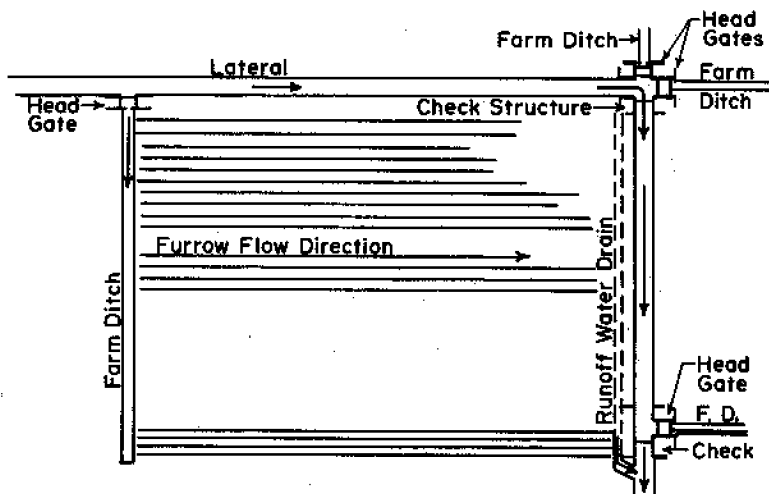 Head
Gates
Farm Ditch
Lateral
Farm
Ditch
Head
Gate
Check Structure
Furrow Flow Direction
Farm Ditch
Runoff Water Drain
Head
Gate
F. D.
Check